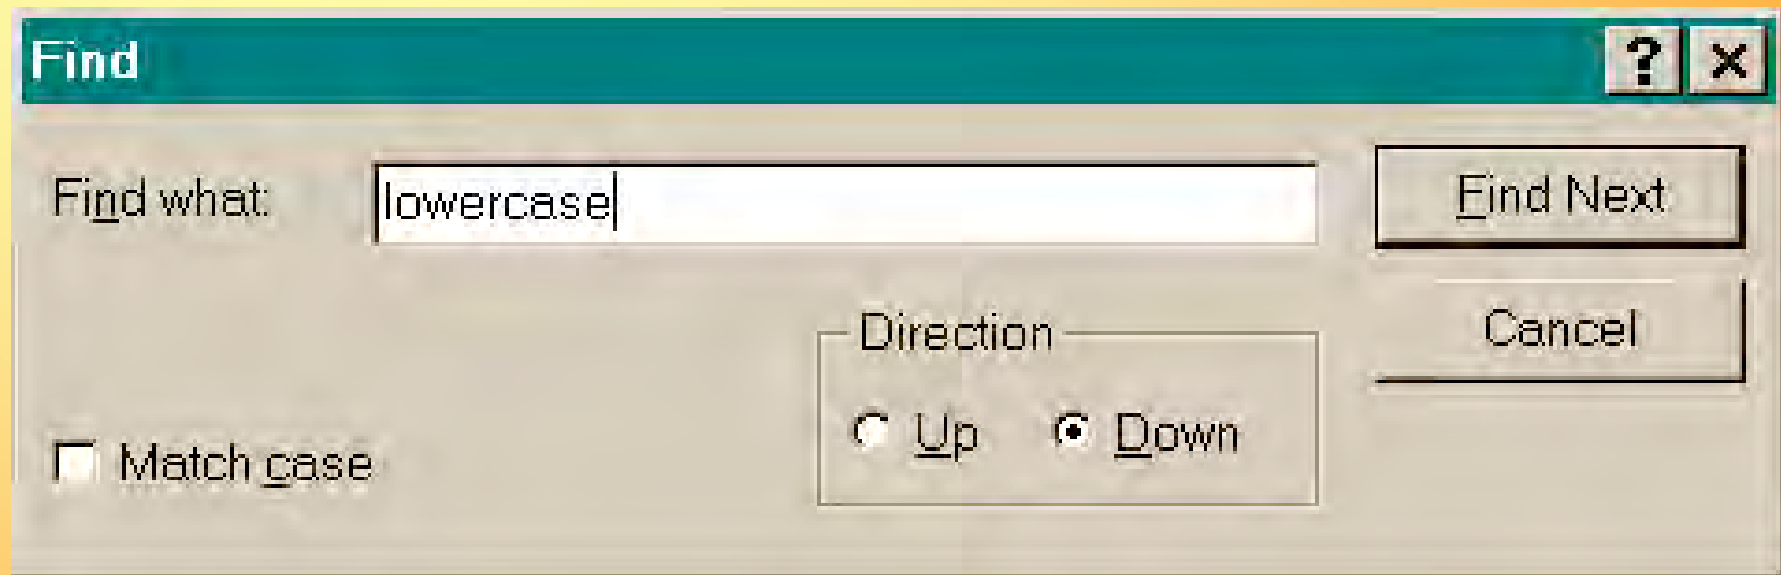 Find
Find what: lowercase Find Next
Direction Cancel
Up Down
Match case